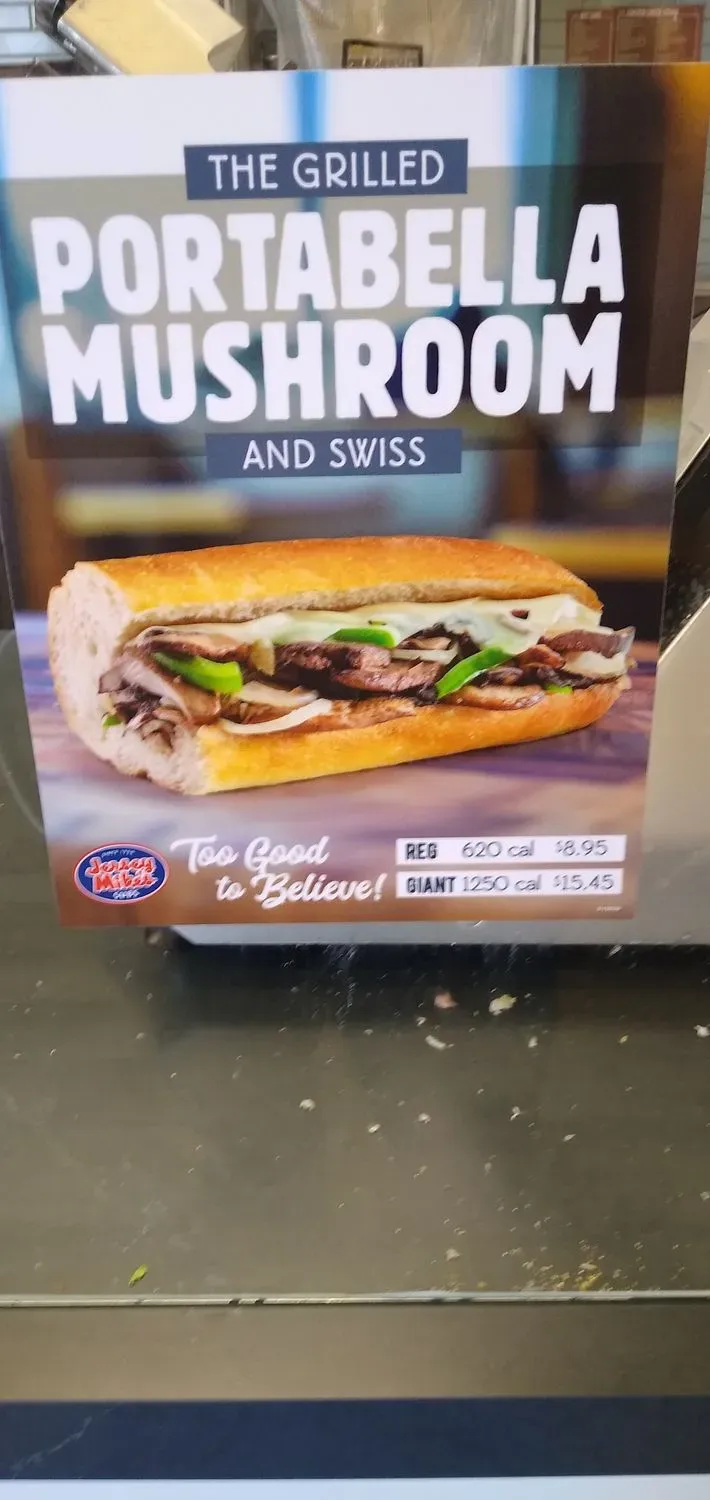 THE GRILLED
PORTABELLA
MUSHROOM
AND SWISS
Jersey
Mike's
SUBS
Too Good
to Believe!
REG 620 cal $8.95
GIANT 1250 cal $15.45